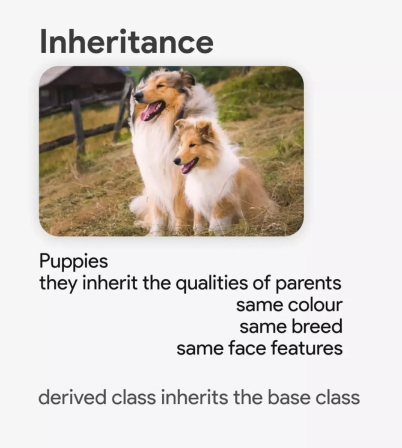 Inheritance
Puppies
they inherit the qualities of parents
same colour
same breed
same face features
derived class inherits the base class